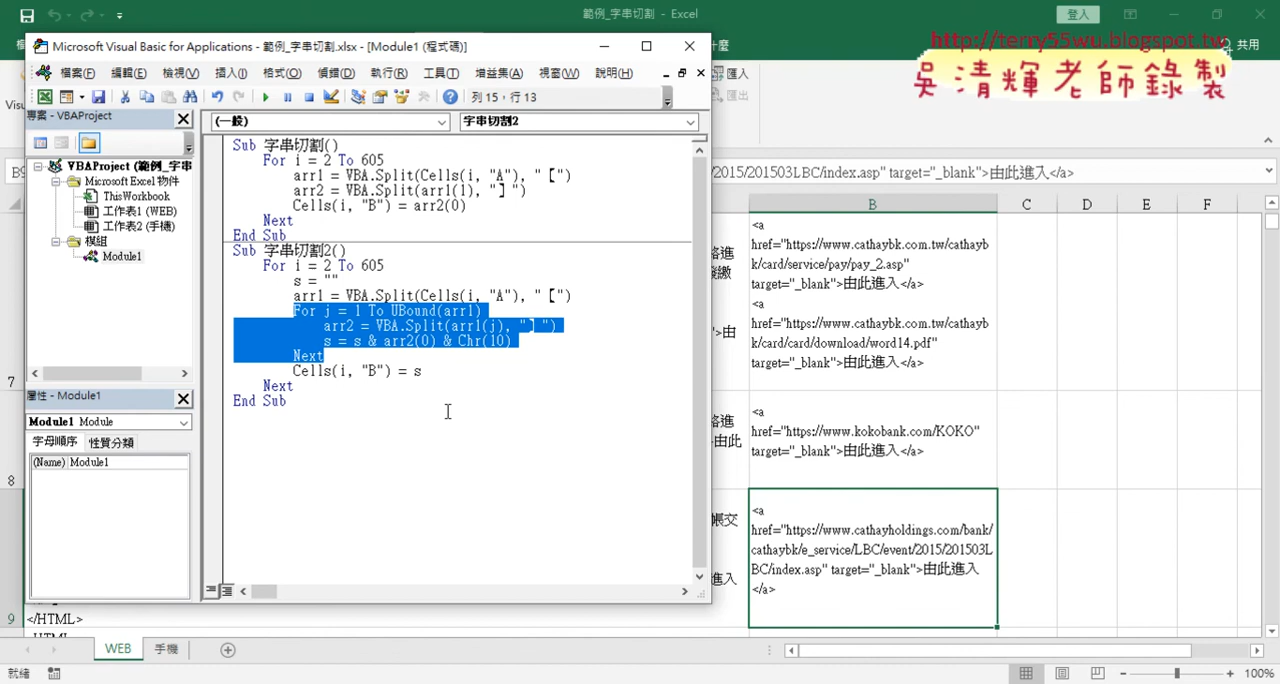 範例_字串切割 - Excel
登入
http://terry55wu.blogspot.tw
吳清輝老師錄製
共用
Microsoft Visual Basic for Applications - 範例_字串切割.xlsx - [Module1 (程式碼)]
檔案(F) 編輯(E) 檢視(V) 插入(I) 格式(O) 偵錯(D) 執行(R) 工具(T) 增益集(A) 視窗(W) 說明(H)
列 15，行 13
匯入
匯出
專案 - VBAProject
(一般)
字串切割2
VBAProject (範例_字串
Microsoft Excel 物件
ThisWorkbook
工作表1 (WEB)
工作表2 (手機)
模組
Module1
屬性 - Module1
Module1 Module
字母順序 性質分類
(Name) Module1
Sub 字串切割()
For i = 2 To 605
arr1 = VBA.Split(Cells(i, "A"), "【")
arr2 = VBA.Split(arr1(1), "】")
Cells(i, "B") = arr2(0)
Next
End Sub
Sub 字串切割2()
For i = 2 To 605
s = ""
arr1 = VBA.Split(Cells(i, "A"), "【")
For j = 1 To UBound(arr1)
arr2 = VBA.Split(arr1(j), "】")
s = s & arr2(0) & Chr(10)
Next
Cells(i, "B") = s
Next
End Sub
/2015/201503LBC/index.asp" target="_blank">由此進入</a>
B C D E F
<a
href="https://www.cathaybk.com.tw/cathayb
k/card/service/pay/pay_2.asp"
target="_blank">由此進入</a>
<a
href="https://www.cathaybk.com.tw/cathayb
k/card/card/download/word14.pdf"
target="_blank">由此進入</a>
7
<a
href="https://www.kokobank.com/KOKO"
target="_blank">由此進入</a>
8
<a
href="https://www.cathayholdings.com/bank/
cathaybk/e_service/LBC/event/2015/201503L
BC/index.asp" target="_blank">由此進入
</a>
9
</HTML>
WEB 手機
就緒
100%